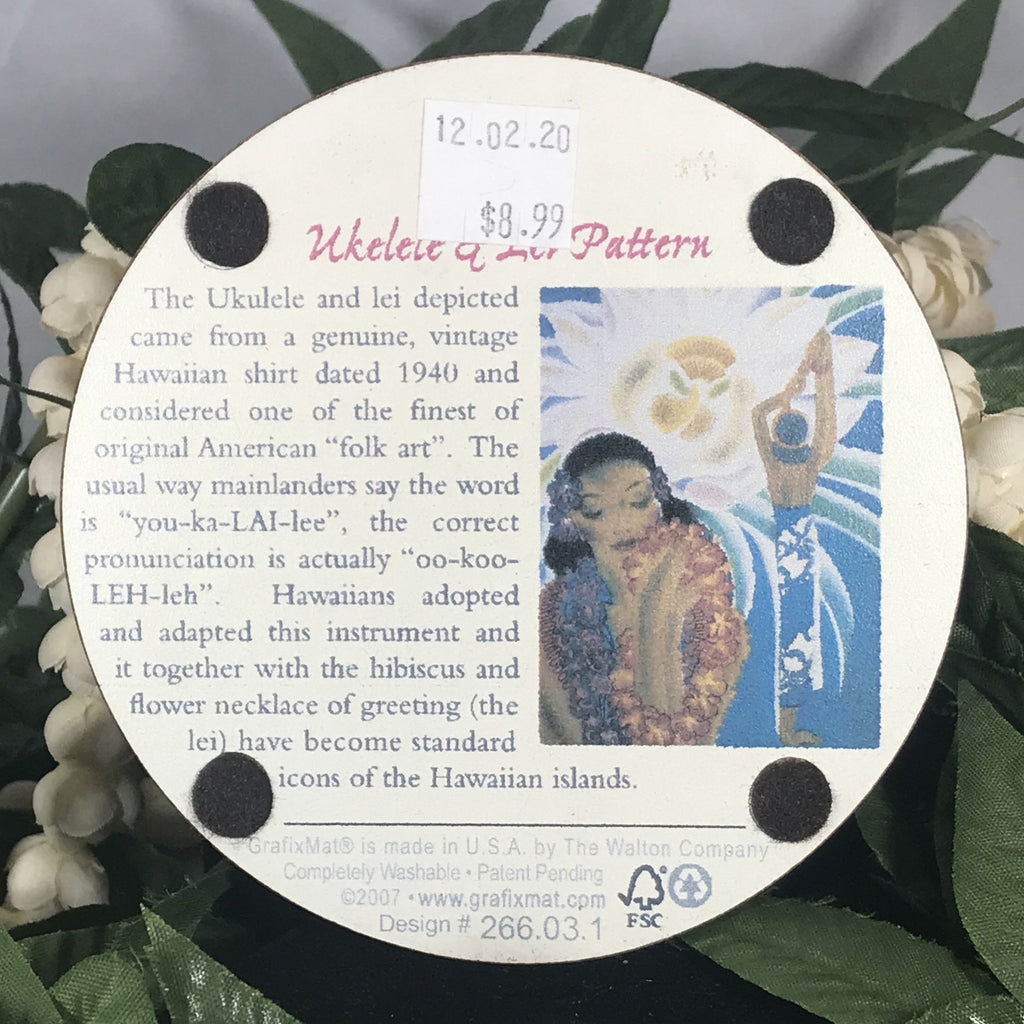 12.02.20
$8.99
Ukelele & Lei Pattern
The Ukulele and lei depicted
came from a genuine, vintage
Hawaiian shirt dated 1940 and
considered one of the finest of
original American “folk art”. The
usual way mainlanders say the word
is “you-ka-LAI-lee”, the correct
pronunciation is actually “oo-koo-
LEH-leh”. Hawaiians adopted
and adapted this instrument and
it together with the hibiscus and
flower necklace of greeting (the
lei) have become standard
icons of the Hawaiian islands.
GrafixMat® is made in U.S.A. by The Walton Company
Completely Washable • Patent Pending
©2007 • www.grafixmat.com
Design # 266.03.1
FSC